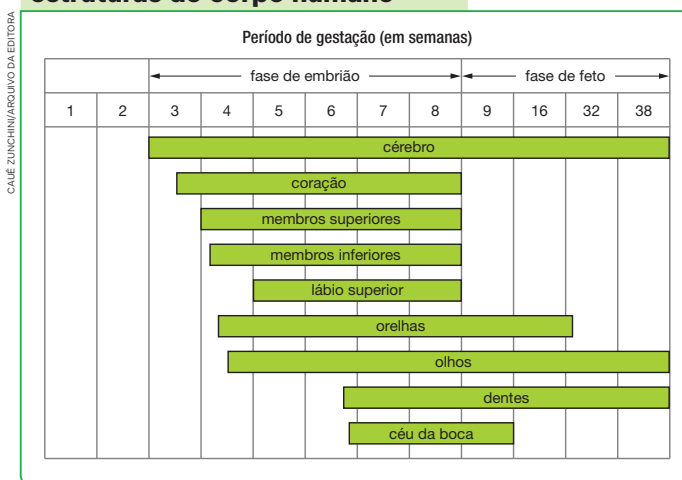 estruturas do corpo humano
CAUÊ ZUNCHINI/ARQUIVO DA EDITORA
Período de gestação (em semanas)
fase de embrião fase de feto
1 2 3 4 5 6 7 8 9 16 32 38
cérebro
coração
membros superiores
membros inferiores
lábio superior
orelhas
olhos
dentes
céu da boca